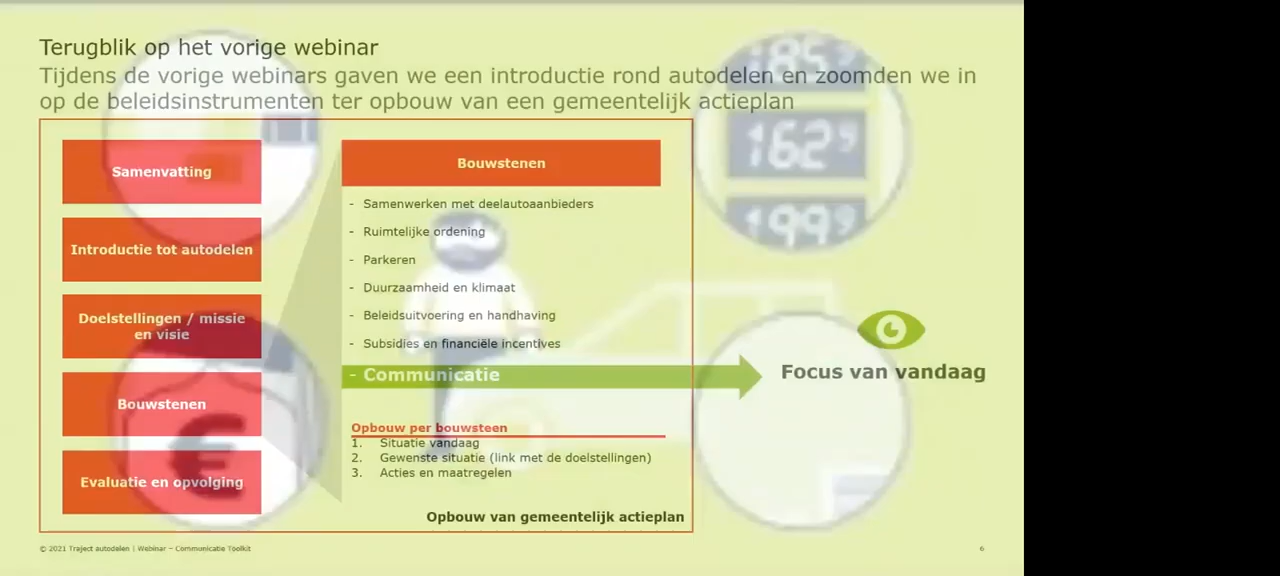 Terugblik op het vorige webinar
Tijdens de vorige webinars gaven we een introductie rond autodelen en zoomden we in
op de beleidsinstrumenten ter opbouw van een gemeentelijk actieplan
Samenvatting
Introductie tot autodelen
Doelstellingen / missie
en visie
Bouwstenen
Evaluatie en opvolging
Bouwstenen
- Samenwerken met deelautoaanbieders
- Ruimtelijke ordening
- Parkeren
- Duurzaamheid en klimaat
- Beleidsuitvoering en handhaving
- Subsidies en financiële incentives
- Communicatie
Focus van vandaag
Opbouw per bouwsteen
1. Situatie vandaag
2. Gewenste situatie (link met de doelstellingen)
3. Acties en maatregelen
Opbouw van gemeentelijk actieplan
185⁹
162⁹
199⁹
€
© 2021 Traject autodelen | Webinar – Communicatie Toolkit
6